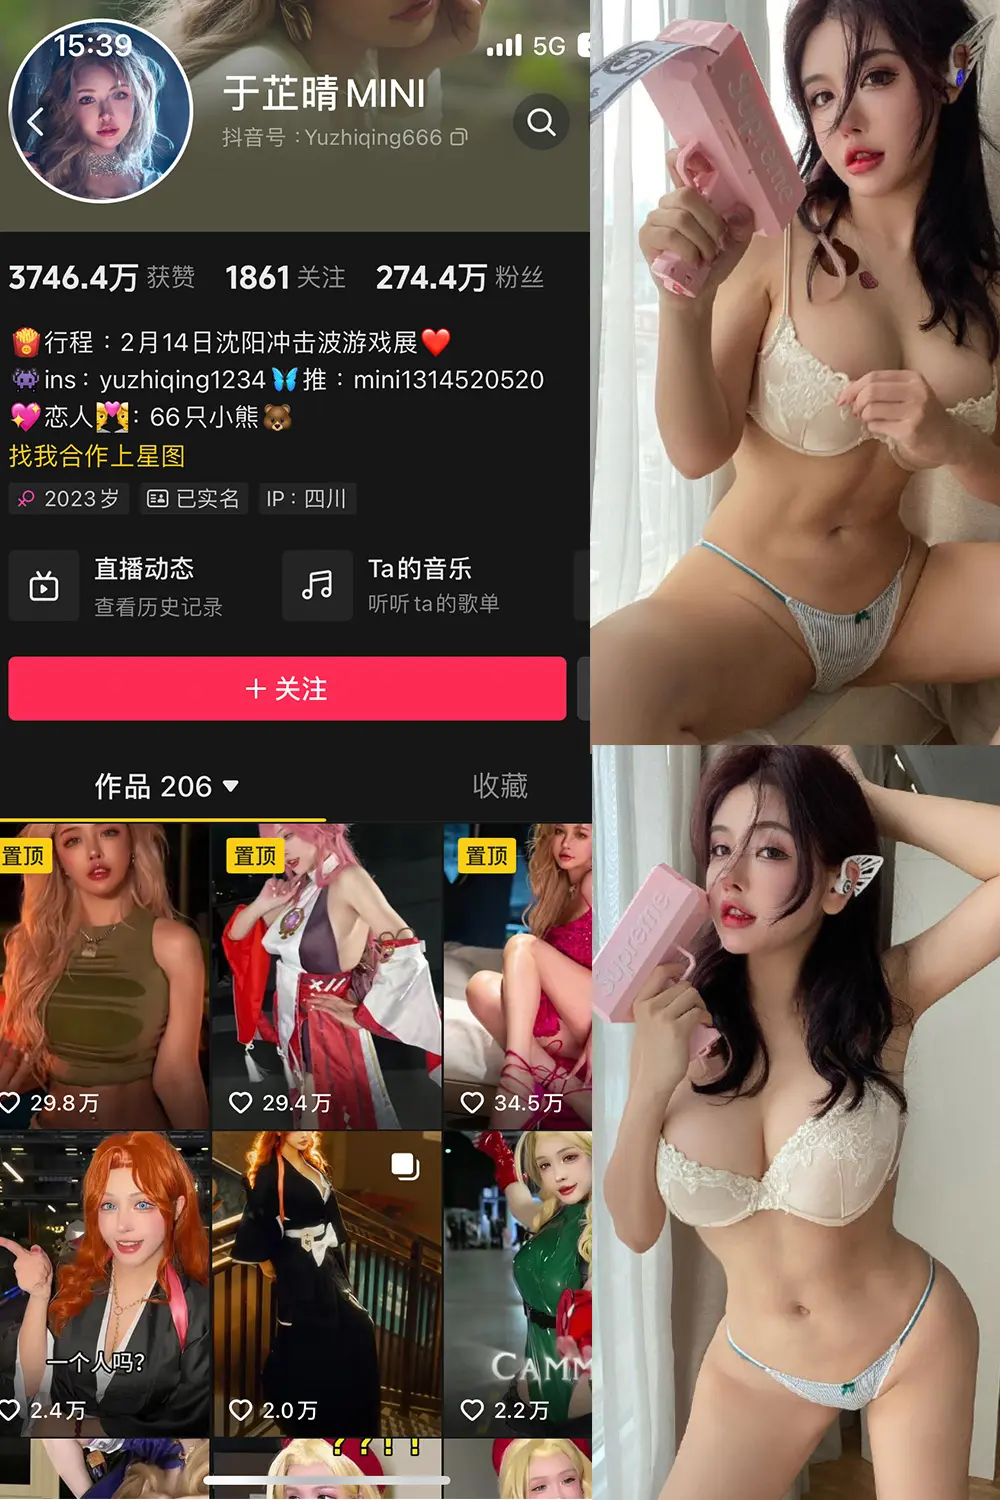 15:39
5G
于芷晴MINI
抖音号：Yuzhiqing666
3746.4万 获赞 1861 关注 274.4万 粉丝
行程：2月14日沈阳冲击波游戏展
ins：yuzhiqing1234 推：mini1314520520
恋人：66只小熊
找我合作上星图
2023岁 已实名 IP：四川
直播动态
查看历史记录
Ta的音乐
听听ta的歌单
+ 关注
作品 206 收藏
置顶 置顶 置顶
29.8万 29.4万 34.5万
一个人吗？
CAMM
2.4万 2.0万 2.2万
??!!
Supreme
Supreme